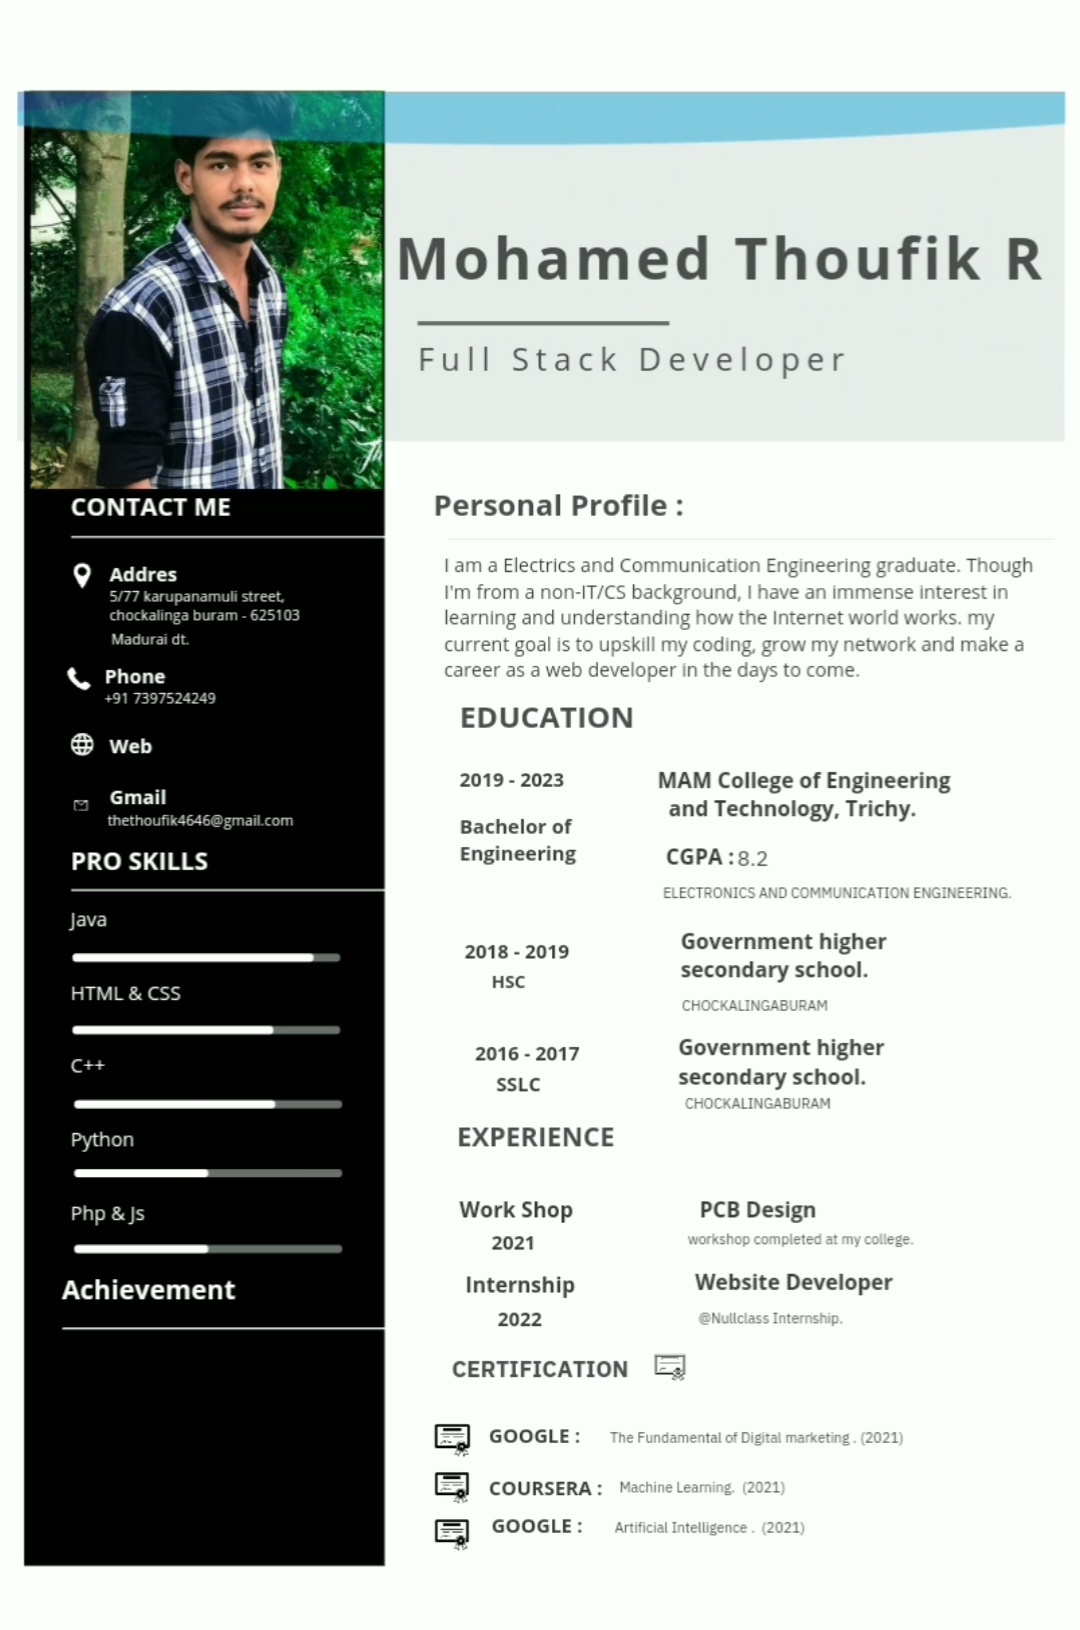 Mohamed Thoufik R
Full Stack Developer
CONTACT ME
Addres
5/77 karupanamuli street,
chockalinga buram - 625103
Madurai dt.
Phone
+91 7397524249
Web
Gmail
thethoufik4646@gmail.com
PRO SKILLS
Java
HTML & CSS
C++
Python
Php & Js
Achievement
Personal Profile :
I am a Electrics and Communication Engineering graduate. Though
I'm from a non-IT/CS background, I have an immense interest in
learning and understanding how the Internet world works. my
current goal is to upskill my coding, grow my network and make a
career as a web developer in the days to come.
EDUCATION
2019 - 2023
Bachelor of
Engineering
MAM College of Engineering
and Technology, Trichy.
CGPA : 8.2
ELECTRONICS AND COMMUNICATION ENGINEERING.
2018 - 2019
HSC
Government higher
secondary school.
CHOCKALINGABURAM
2016 - 2017
SSLC
Government higher
secondary school.
CHOCKALINGABURAM
EXPERIENCE
Work Shop
2021
PCB Design
workshop completed at my college.
Internship
2022
Website Developer
@Nullclass Internship.
CERTIFICATION
GOOGLE : The Fundamental of Digital marketing . (2021)
COURSERA : Machine Learning. (2021)
GOOGLE : Artificial Intelligence . (2021)